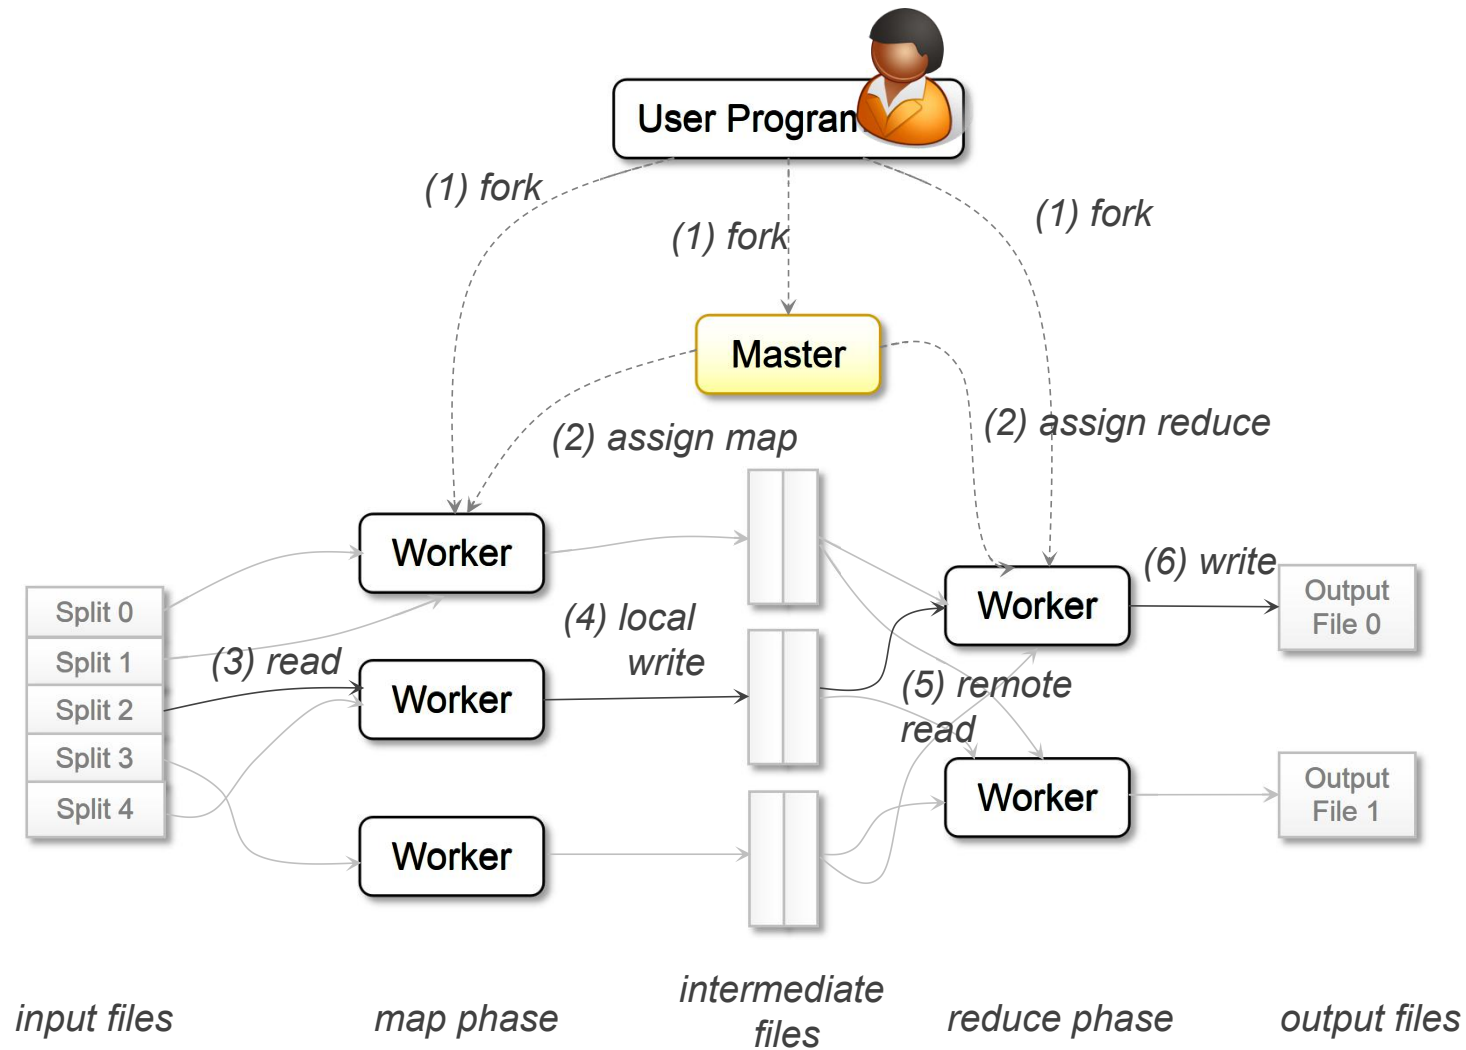 User Program
(1) fork
(1) fork
(1) fork
Master
(2) assign map
(2) assign reduce
Worker
Worker
Worker
Worker
Worker
Split 0
Split 1
Split 2
Split 3
Split 4
(3) read
(4) local
write
(5) remote
read
(6) write
Output
File 0
Output
File 1
input files
map phase
intermediate
files
reduce phase
output files